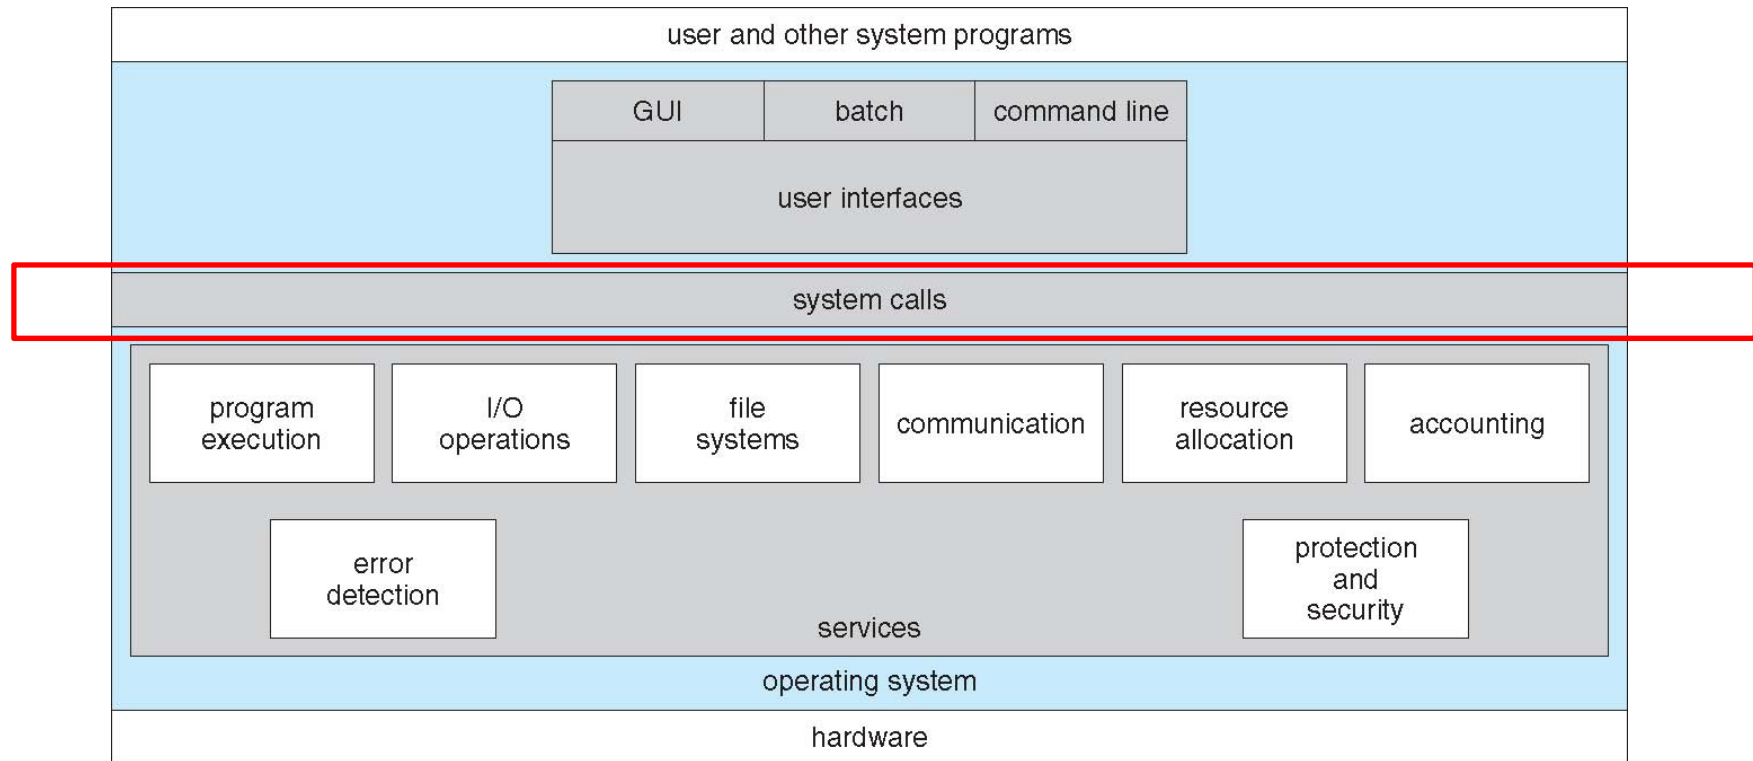 user and other system programs
GUI
batch
command line
user interfaces
system calls
program
execution
I/O
operations
file
systems
communication
resource
allocation
accounting
error
detection
protection
and
security
services
operating system
hardware